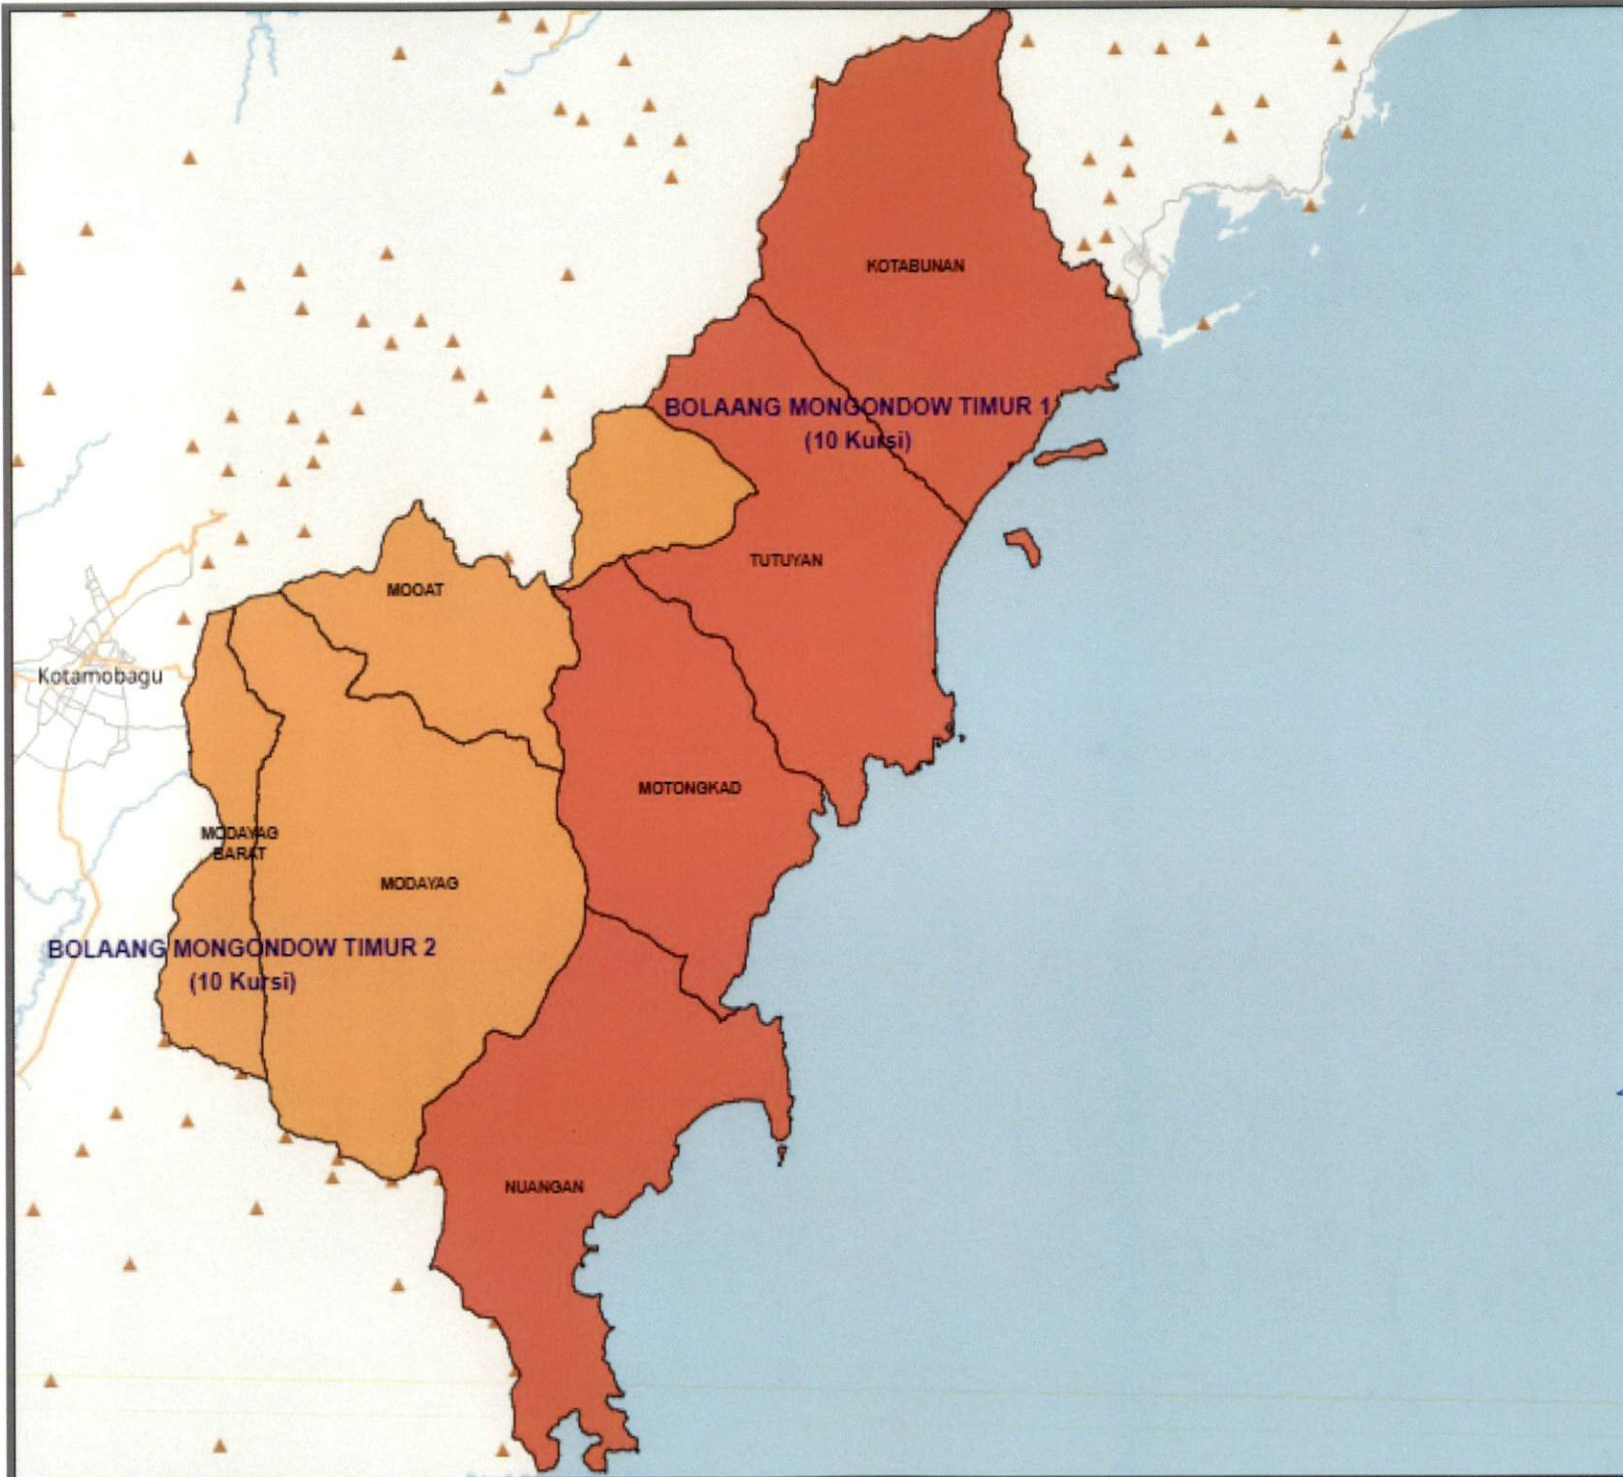 KOTABUNAN
BOLAANG MONGONDOW TIMUR 1
(10 Kursi)
TUTUYAN
MOOAT
Kotamobagu
MOTONGKAD
MODAYAG
BARAT
MODAYAG
BOLAANG MONGONDOW TIMUR 2
(10 Kursi)
NUANGAN